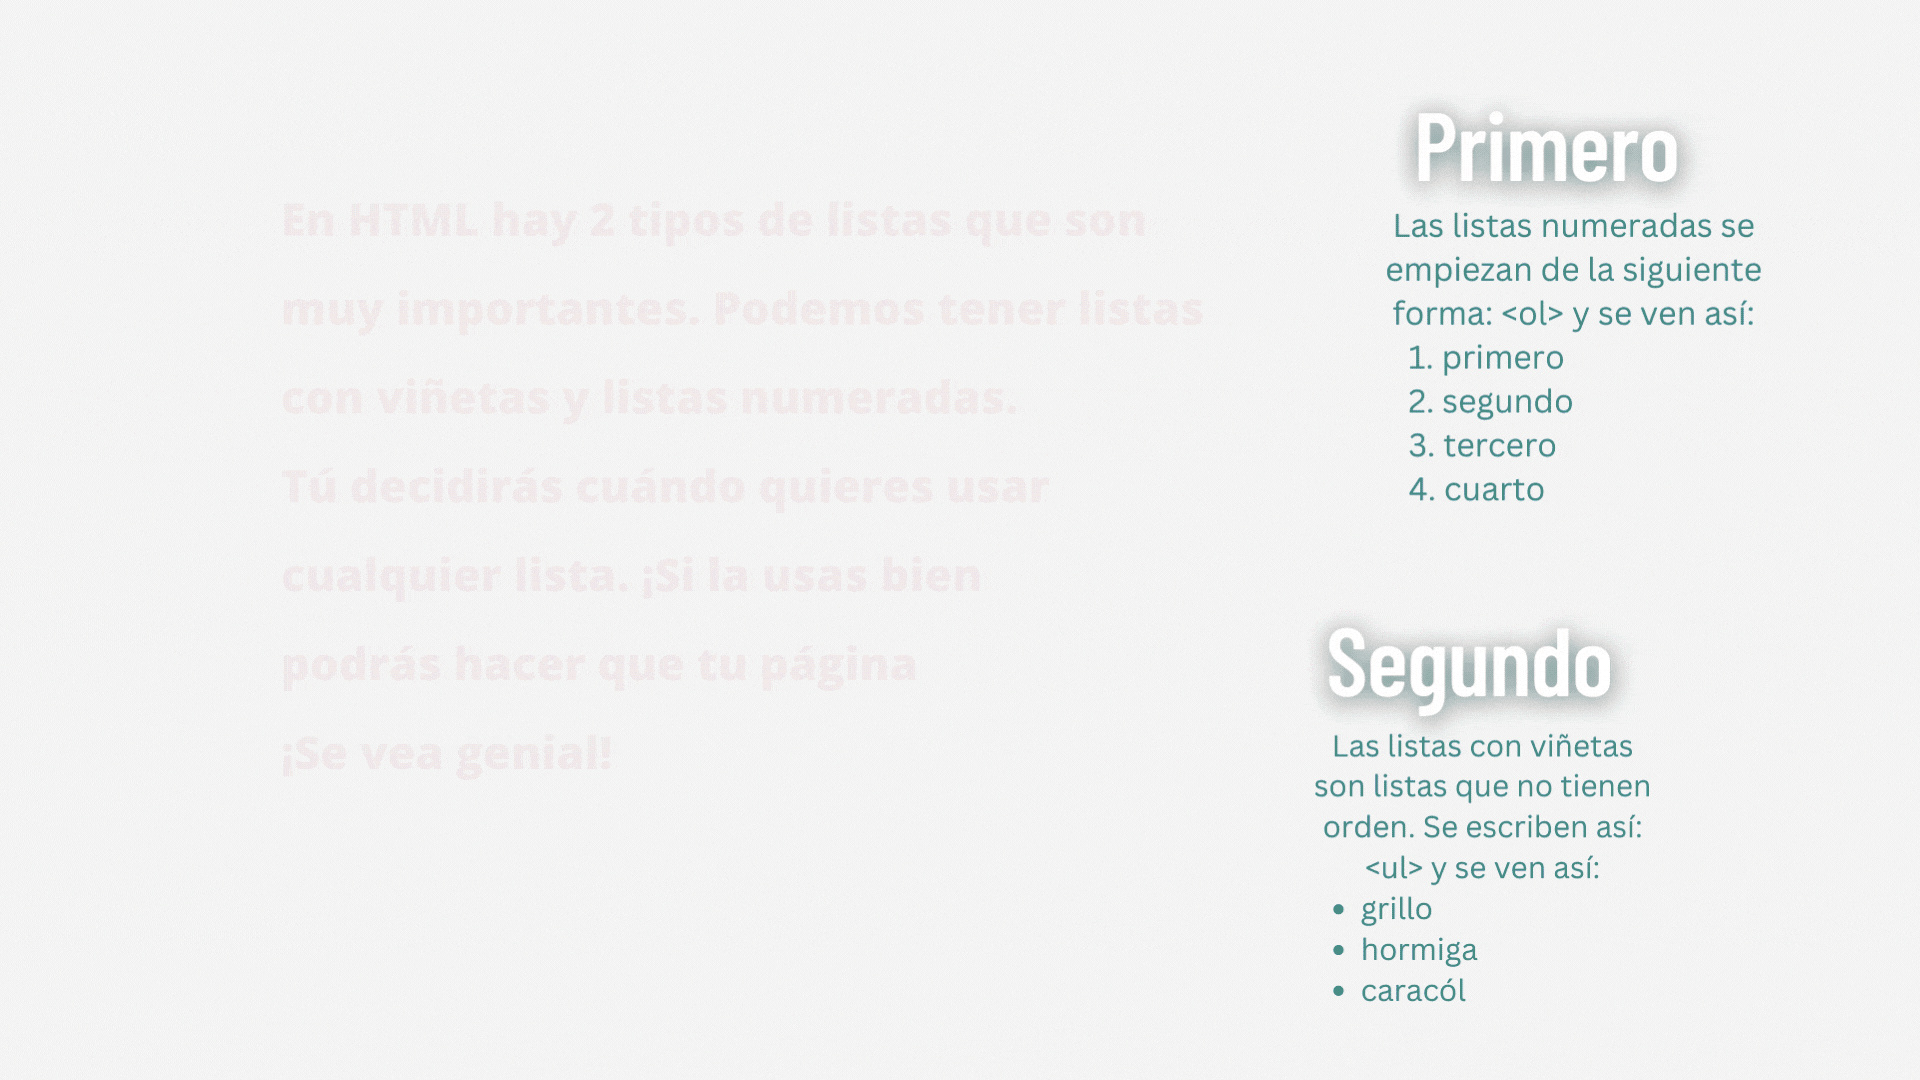 En HTML hay 2 tipos de listas que son
muy importantes. Podemos tener listas
con viñetas y listas numeradas.
Tú decidirás cuándo quieres usar
cualquier lista. ¡Si la usas bien
podrás hacer que tu página
¡Se vea genial!
Primero
Las listas numeradas se
empiezan de la siguiente
forma: <ol> y se ven así:
1. primero
2. segundo
3. tercero
4. cuarto
Segundo
Las listas con viñetas
son listas que no tienen
orden. Se escriben así:
<ul> y se ven así:
• grillo
• hormiga
• caracól